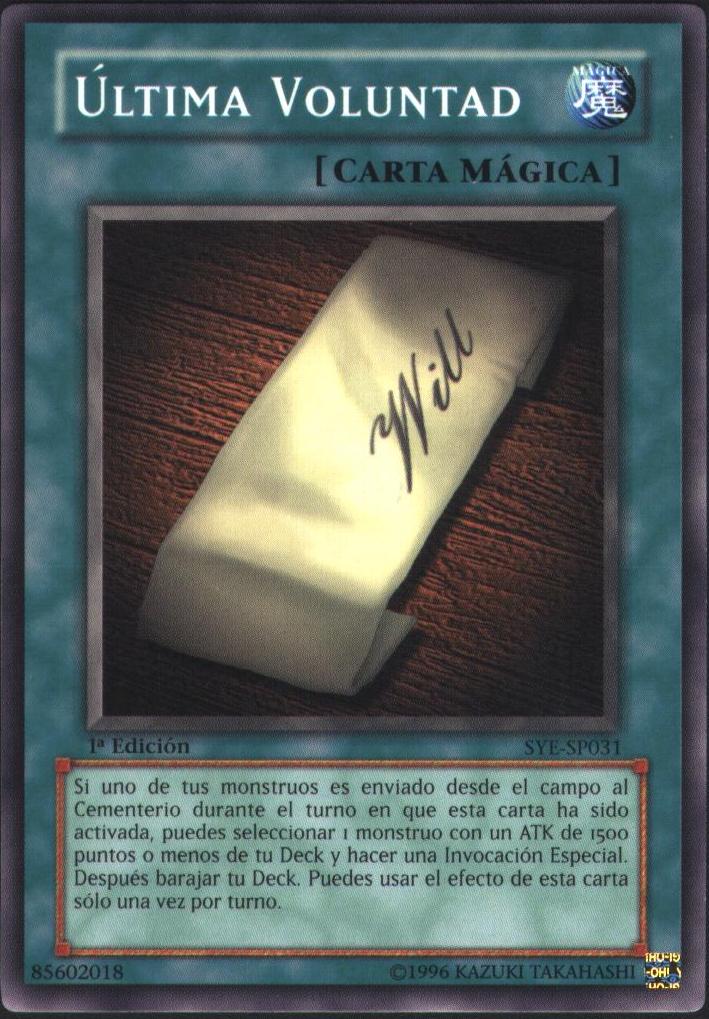 ÚLTIMA VOLUNTAD
MÁGICA
魔
[CARTA MÁGICA]
Will
1ª Edición
SYE-SP031
Si uno de tus monstruos es enviado desde el campo al
Cementerio durante el turno en que esta carta ha sido
activada, puedes seleccionar 1 monstruo con un ATK de 1500
puntos o menos de tu Deck y hacer una Invocación Especial.
Después barajar tu Deck. Puedes usar el efecto de esta carta
sólo una vez por turno.
85602018
©1996 KAZUKI TAKAHASHI